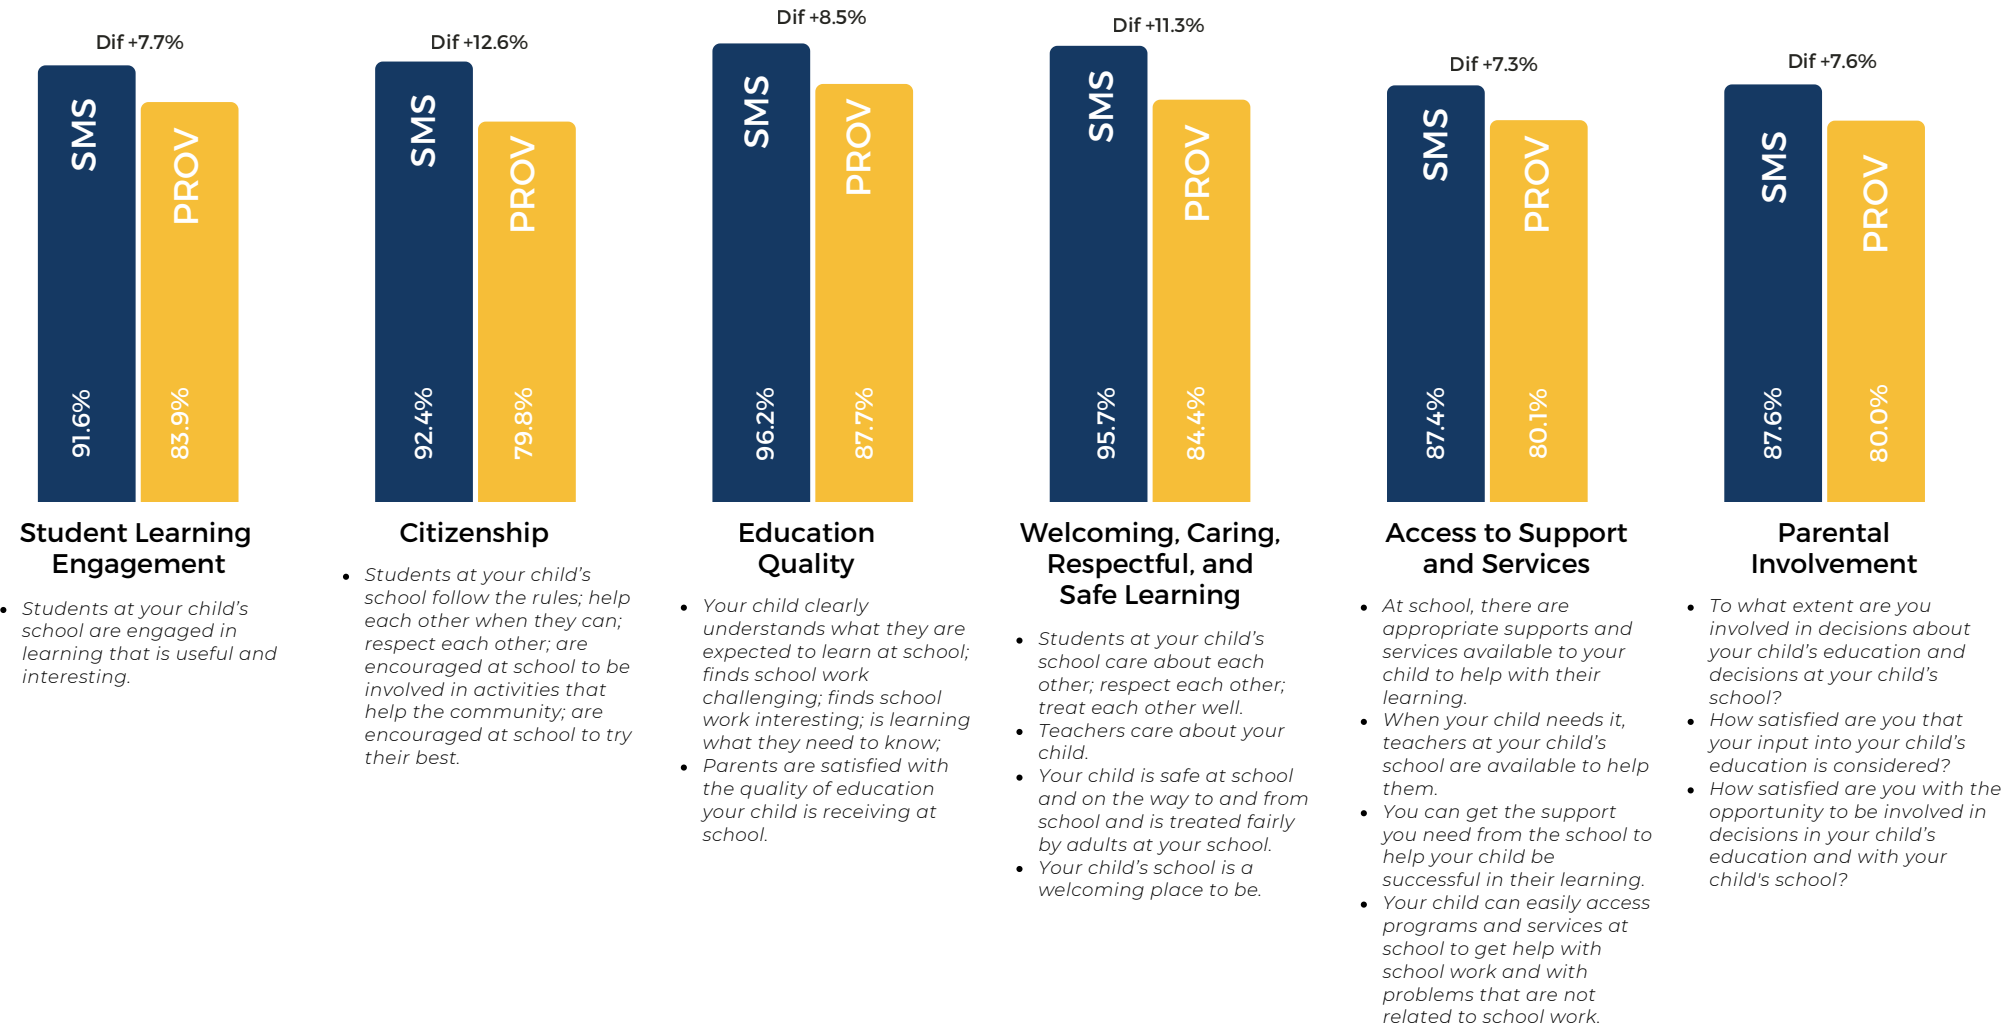 Dif +7.7%
SMS
PROV
91.6%
83.9%
Student Learning
Engagement
• Students at your child's
school are engaged in
learning that is useful and
interesting.
Dif +12.6%
SMS
PROV
92.4%
79.8%
Citizenship
• Students at your child's
school follow the rules; help
each other when they can;
respect each other; are
encouraged at school to be
involved in activities that
help the community; are
encouraged at school to try
their best.
Dif +8.5%
SMS
PROV
96.2%
87.7%
Education
Quality
• Your child clearly
understands what they are
expected to learn at school;
finds school work
challenging; finds school
work interesting; is learning
what they need to know;
• Parents are satisfied with
the quality of education
your child is receiving at
school.
Dif +11.3%
SMS
PROV
95.7%
84.4%
Welcoming, Caring,
Respectful, and
Safe Learning
• Students at your child's
school care about each
other; respect each other;
treat each other well.
• Teachers care about your
child.
• Your child is safe at school
and on the way to and from
school and is treated fairly
by adults at your school.
• Your child's school is a
welcoming place to be.
Dif +7.3%
SMS
PROV
87.4%
80.1%
Access to Support
and Services
• At school, there are
appropriate supports and
services available to your
child to help with their
learning.
• When your child needs it,
teachers at your child's
school are available to help
them.
• You can get the support
you need from the school to
help your child be
successful in their learning.
• Your child can easily access
programs and services at
school to get help with
school work and with
problems that are not
related to school work.
Dif +7.6%
SMS
PROV
87.6%
80.0%
Parental
Involvement
• To what extent are you
involved in decisions about
your child's education and
decisions at your child's
school?
• How satisfied are you that
your input into your child's
education is considered?
• How satisfied are you with the
opportunity to be involved in
decisions in your child's
education and with your
child's school?